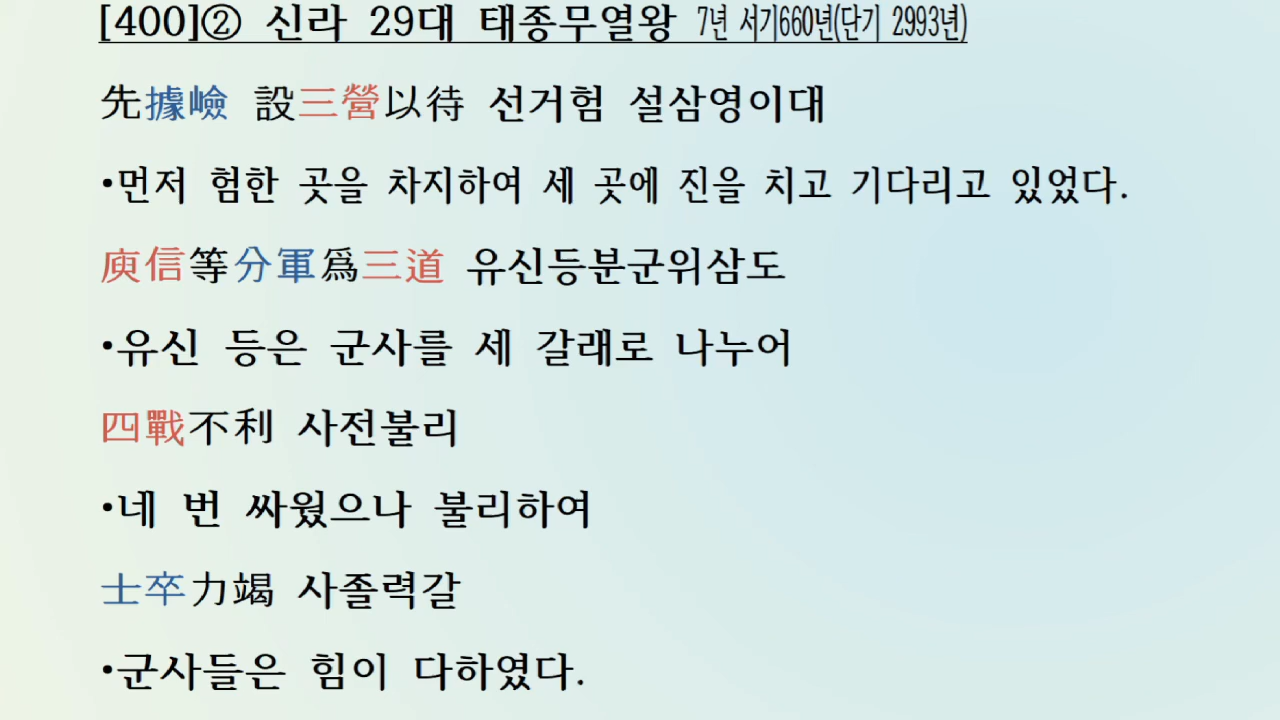 [400]② 신라 29대 태종무열왕 7년 서기660년(단기 2993년)
先據嶮 設三營以待 선거험 설삼영이대
•먼저 험한 곳을 차지하여 세 곳에 진을 치고 기다리고 있었다.
庾信等分軍爲三道 유신등분군위삼도
•유신 등은 군사를 세 갈래로 나누어
四戰不利 사전불리
•네 번 싸웠으나 불리하여
士卒力竭 사졸력갈
•군사들은 힘이 다하였다.